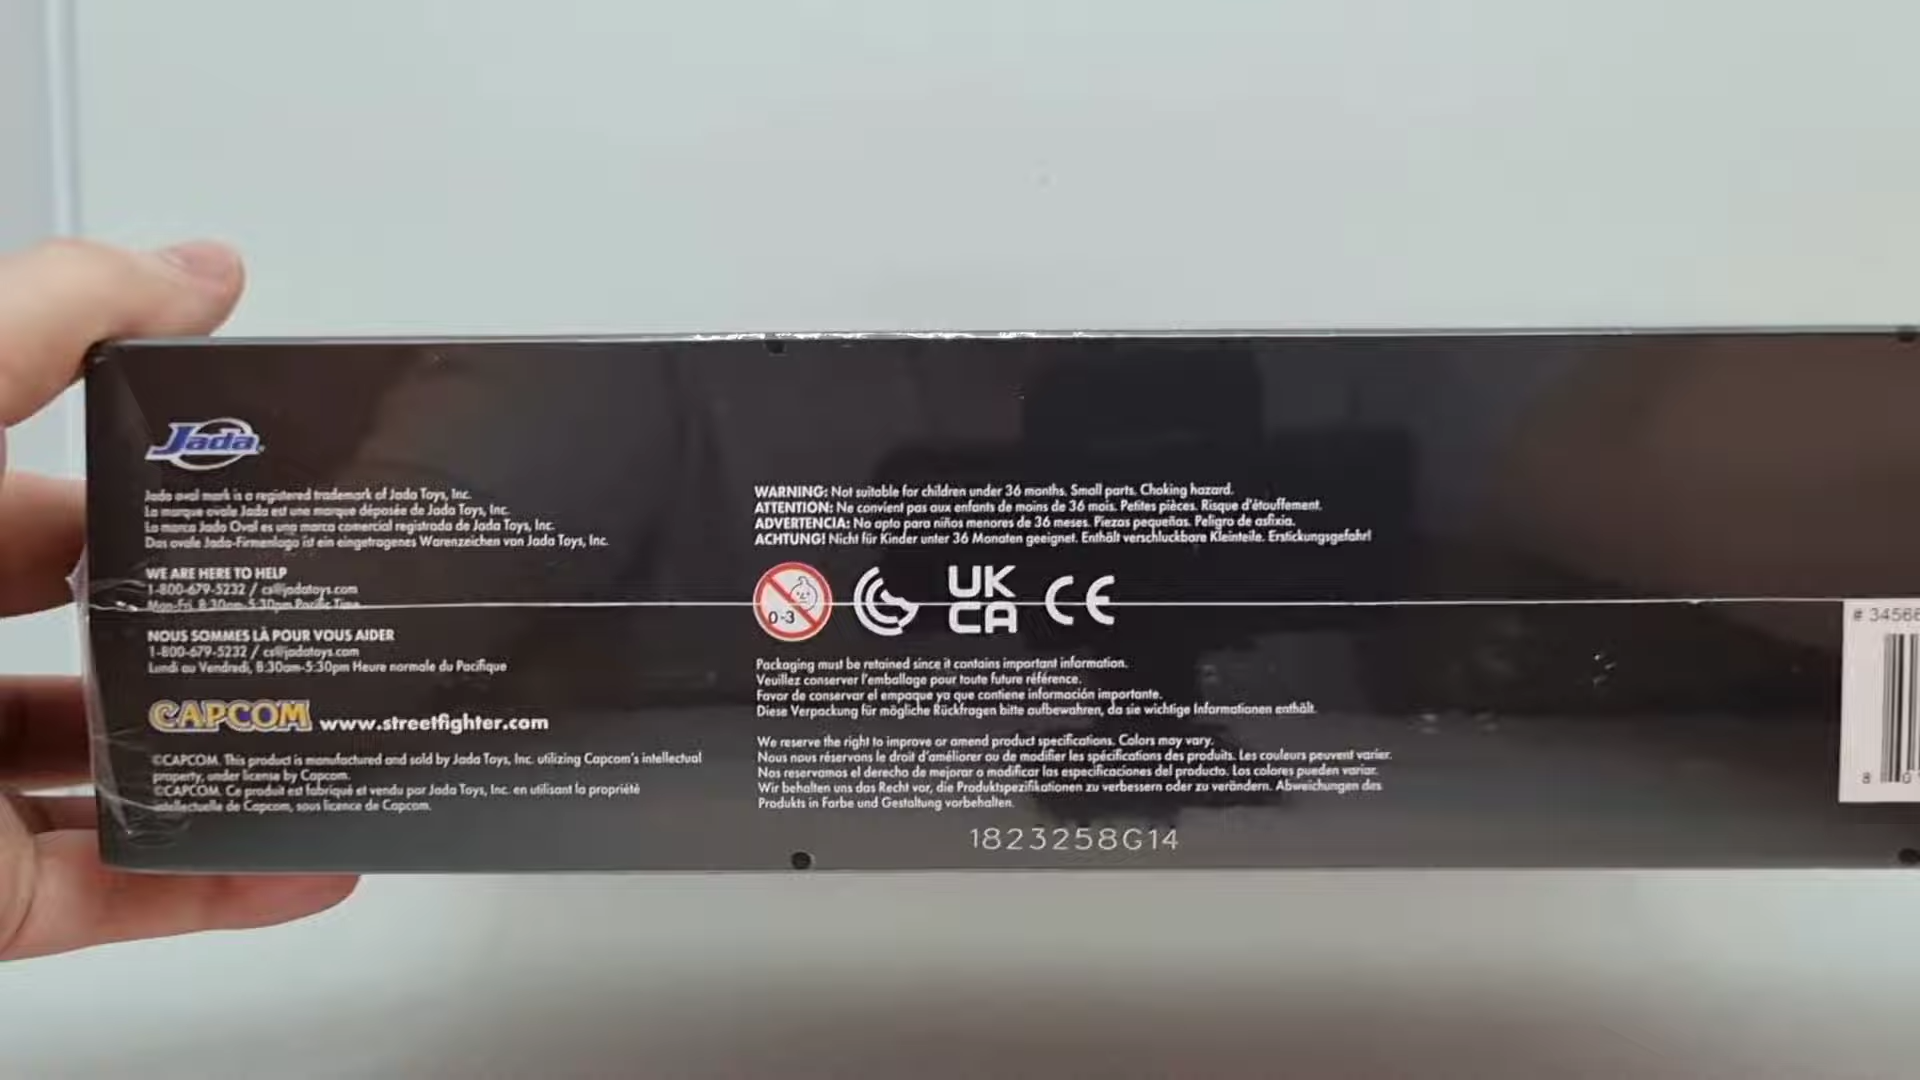 Jada
Jada oval mark is a registered trademark of Jada Toys, Inc.
La marque ovale Jada est une marque déposée de Jada Toys, Inc.
La marca Jada Oval es una marca comercial registrada de Jada Toys, Inc.
Das ovale Jada-Firmenlogo ist ein eingetragenes Warenzeichen von Jada Toys, Inc.
WE ARE HERE TO HELP
1-800-679-5232 / cs@jadatoys.com
Mon-Fri, 8:30am-5:30pm Pacific Time
NOUS SOMMES LÀ POUR VOUS AIDER
1-800-679-5232 / cs@jadatoys.com
Lundi au Vendredi, 8:30am-5:30pm Heure normale du Pacifique
CAPCOM www.streetfighter.com
©CAPCOM. This product is manufactured and sold by Jada Toys, Inc. utilizing Capcom's intellectual
property, under license by Capcom.
©CAPCOM. Ce produit est fabriqué et vendu par Jada Toys, Inc. en utilisant la propriété
intellectuelle de Capcom, sous licence de Capcom.
WARNING: Not suitable for children under 36 months. Small parts. Choking hazard.
ATTENTION: Ne convient pas aux enfants de moins de 36 mois. Petites pièces. Risque d'étouffement.
ADVERTENCIA: No apto para niños menores de 36 meses. Piezas pequeñas. Peligro de asfixia.
ACHTUNG! Nicht für Kinder unter 36 Monaten geeignet. Enthält verschluckbare Kleinteile. Erstickungsgefahr!
0-3
UK
CA
CE
Packaging must be retained since it contains important information.
Veuillez conserver l'emballage pour toute future référence.
Favor de conservar el empaque ya que contiene información importante.
Diese Verpackung für mögliche Rückfragen bitte aufbewahren, da sie wichtige Informationen enthält.
We reserve the right to improve or amend product specifications. Colors may vary.
Nous nous réservons le droit d'améliorer ou de modifier les spécifications des produits. Les couleurs peuvent varier.
Nos reservamos el derecho de mejorar o modificar las especificaciones del producto. Los colores pueden variar.
Wir behalten uns das Recht vor, die Produktspezifikationen zu verbessern oder zu verändern. Abweichungen des
Produkts in Farbe und Gestaltung vorbehalten.
1823258G14
# 3456
8